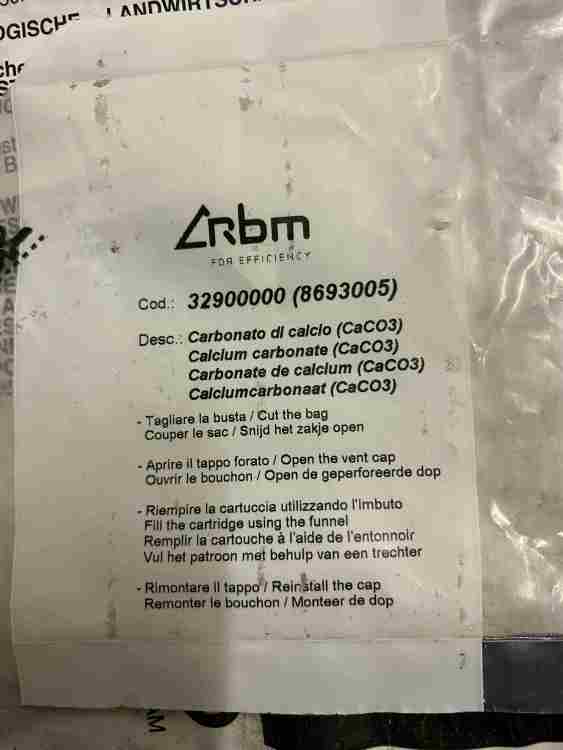 OGISCHE
LANDWIRTSCHA
Crbm
FOR EFFICIENCY
Cod.: 32900000 (8693005)
Desc.: Carbonato di calcio (CaCO3)
Calcium carbonate (CaCO3)
Carbonate de calcium (CaCO3)
Calciumcarbonaat (CaCO3)
- Tagliare la busta / Cut the bag
Couper le sac / Snijd het zakje open
- Aprire il tappo forato / Open the vent cap
Ouvrir le bouchon / Open de geperforeerde dop
- Riempire la cartuccia utilizzando l'imbuto
Fill the cartridge using the funnel
Remplir la cartouche à l'aide de l'entonnoir
Vul het patroon met behulp van een trechter
- Rimontare il tappo / Reinstall the cap
Remonter le bouchon / Monteer de dop